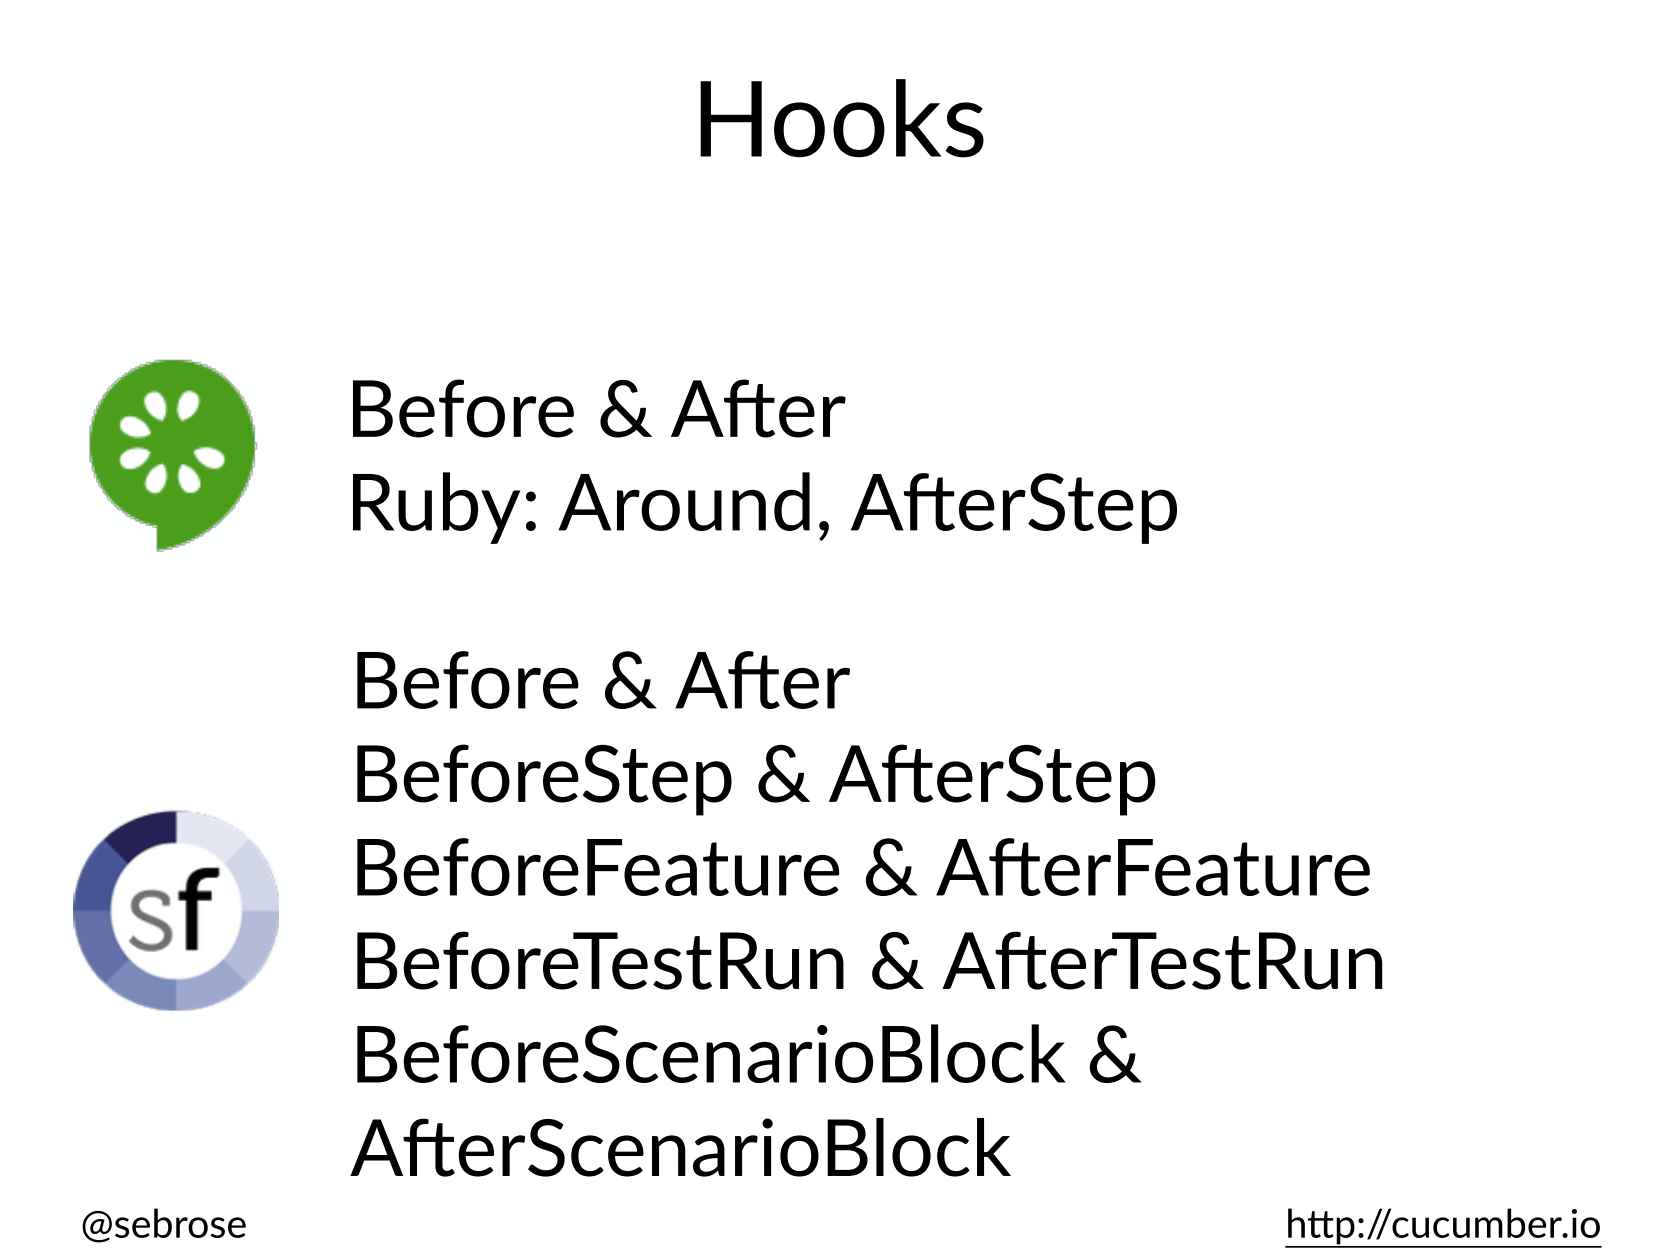 Hooks
Before & After
Ruby: Around, AfterStep
Before & After
BeforeStep & AfterStep
BeforeFeature & AfterFeature
sf
BeforeTestRun & AfterTestRun
BeforeScenarioBlock &
AfterScenarioBlock
@sebrose
http://cucumber.io